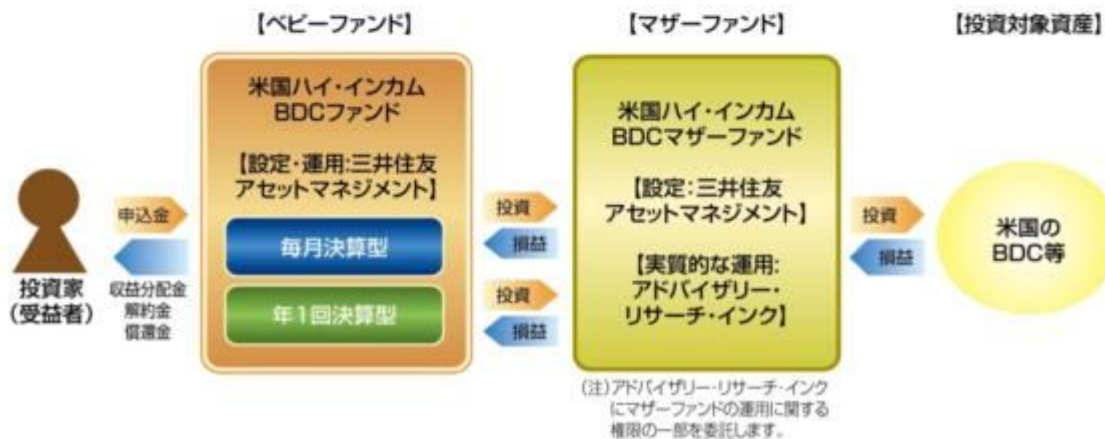 【ベビーファンド】
米国ハイ・インカム
BDCファンド
【設定・運用:三井住友
アセットマネジメント】
毎月決算型
年1回決算型
投資家
(受益者)
申込金
収益分配金
解約金
償還金
投資
損益
投資
損益
【マザーファンド】
米国ハイ・インカム
BDCマザーファンド
【設定:三井住友
アセットマネジメント】
【実質的な運用:
アドバイザリー・
リサーチ・インク】
(注)アドバイザリー・リサーチ・インク
にマザーファンドの運用に関する
権限の一部を委託します。
投資
損益
【投資対象資産】
米国の
BDC等